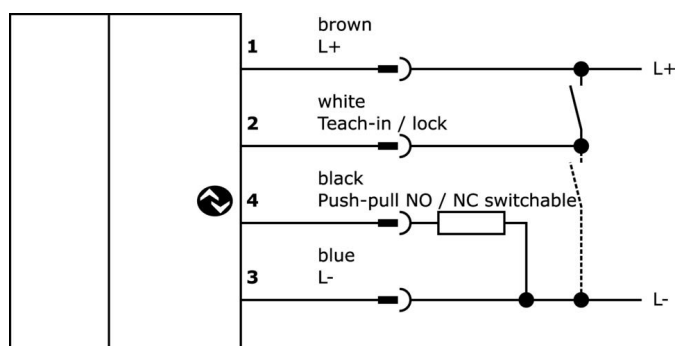 brown
1
L+
L+
white
2
Teach-in / lock
black
4
Push-pull NO / NC switchable
blue
3
L-
L-